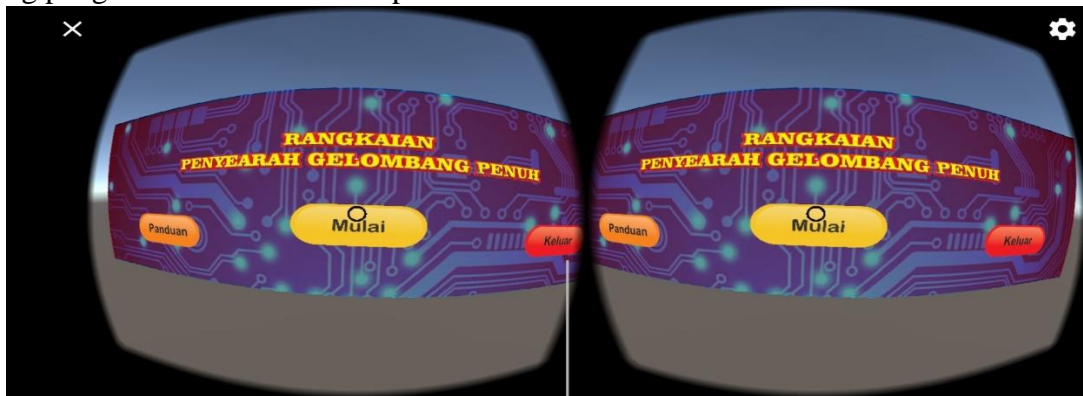 RANGKAIAN
PENYEARAH GELOMBANG PENUH
Panduan
Mulai
Keluar
RANGKAIAN
PENYEARAH GELOMBANG PENUH
Panduan
Mulai
Keluar